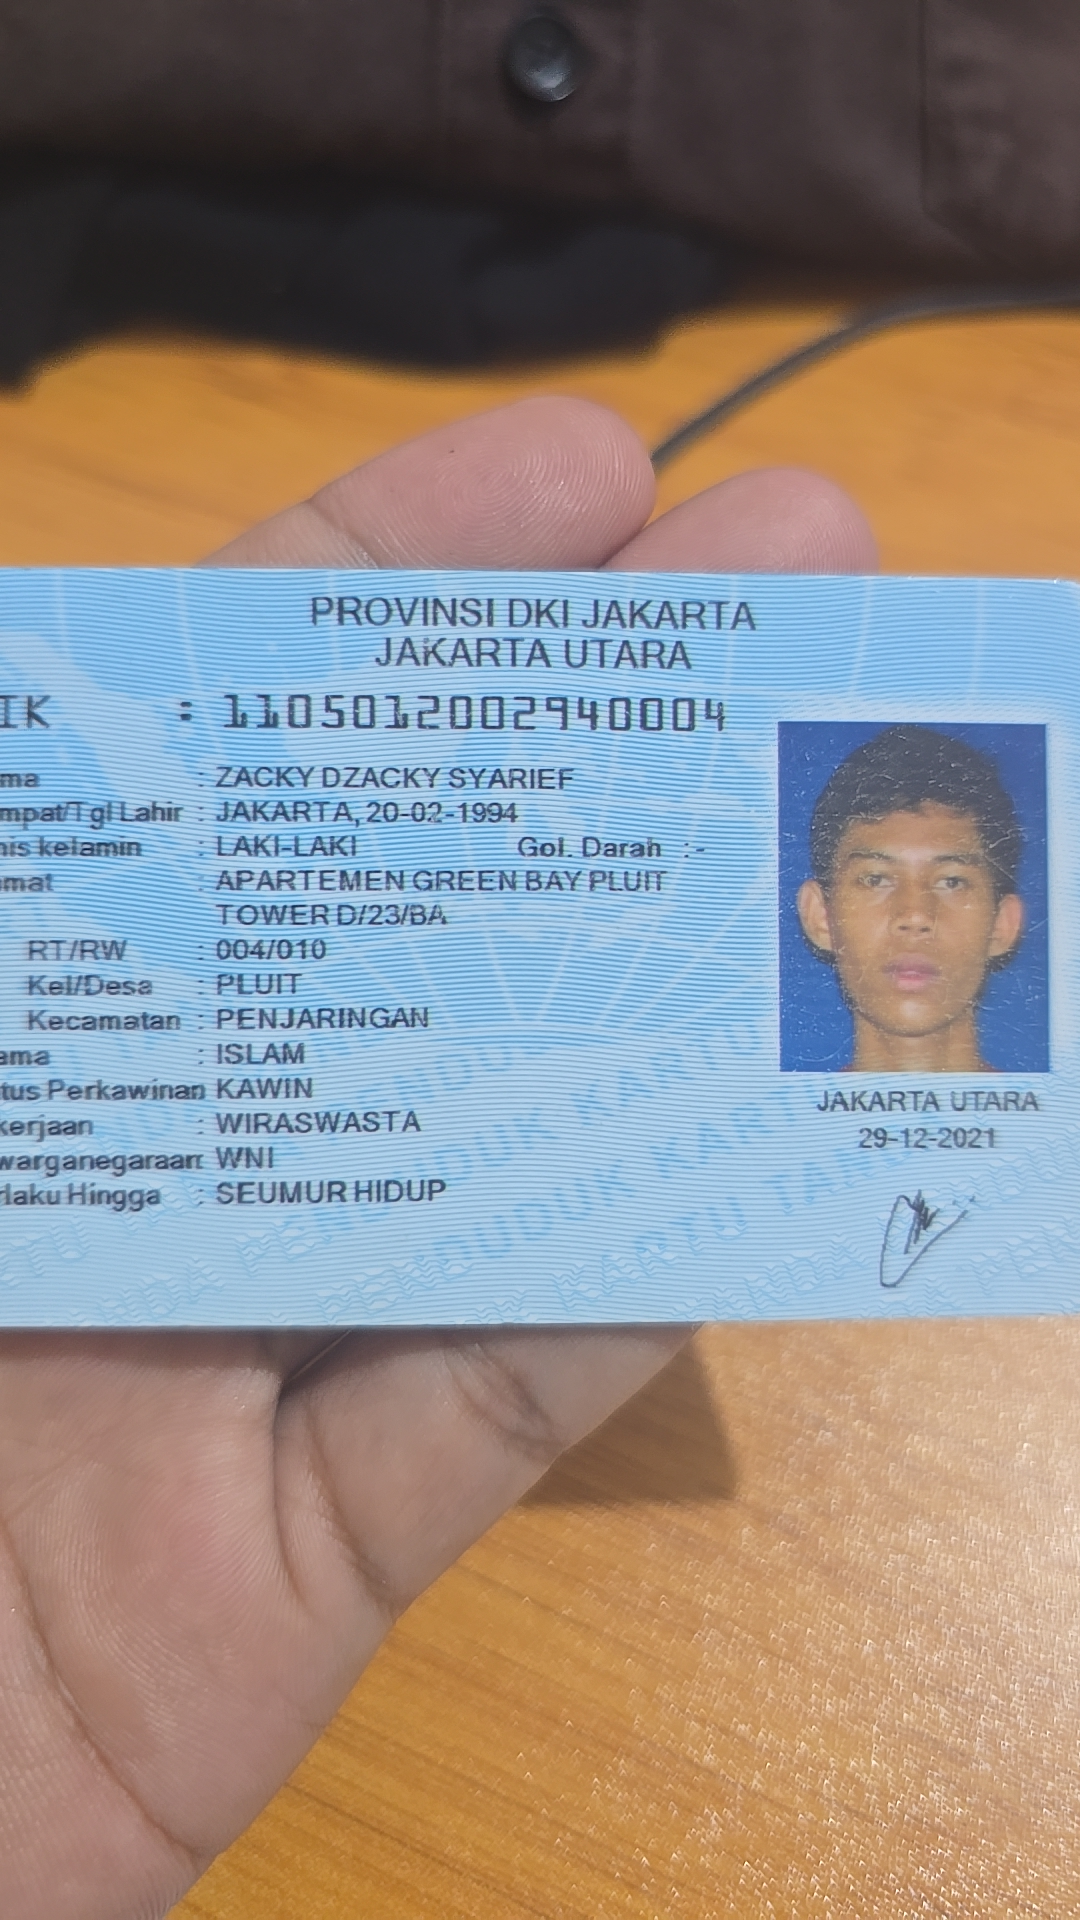 PROVINSI DKI JAKARTA
JAKARTA UTARA
IK : 1105012002940004
ma : ZACKY DZACKY SYARIEF
mpat/Tgl Lahir : JAKARTA, 20-02-1994
nis kelamin : LAKI-LAKI Gol. Darah : -
mat : APARTEMEN GREEN BAY PLUIT
TOWER D/23/BA
RT/RW : 004/010
Kel/Desa : PLUIT
Kecamatan : PENJARINGAN
ama : ISLAM
tus Perkawinan KAWIN
kerjaan : WIRASWASTA
warganegaraan: WNI
rlaku Hingga : SEUMUR HIDUP
JAKARTA UTARA
29-12-2021